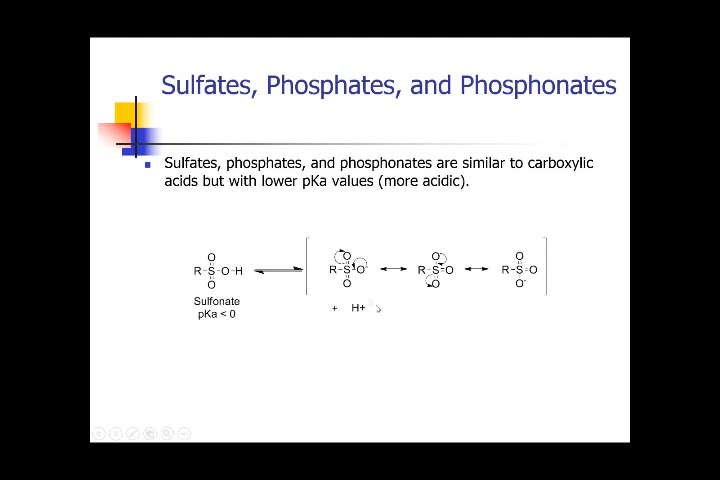 Sulfates, Phosphates, and Phosphonates
Sulfates, phosphates, and phosphonates are similar to carboxylic
acids but with lower pKa values (more acidic).
O O O⁻ O
R-S-O-H R-S-O⁻ R-S=O R-S=O
O O O O⁻
Sulfonate + H+
pKa < 0